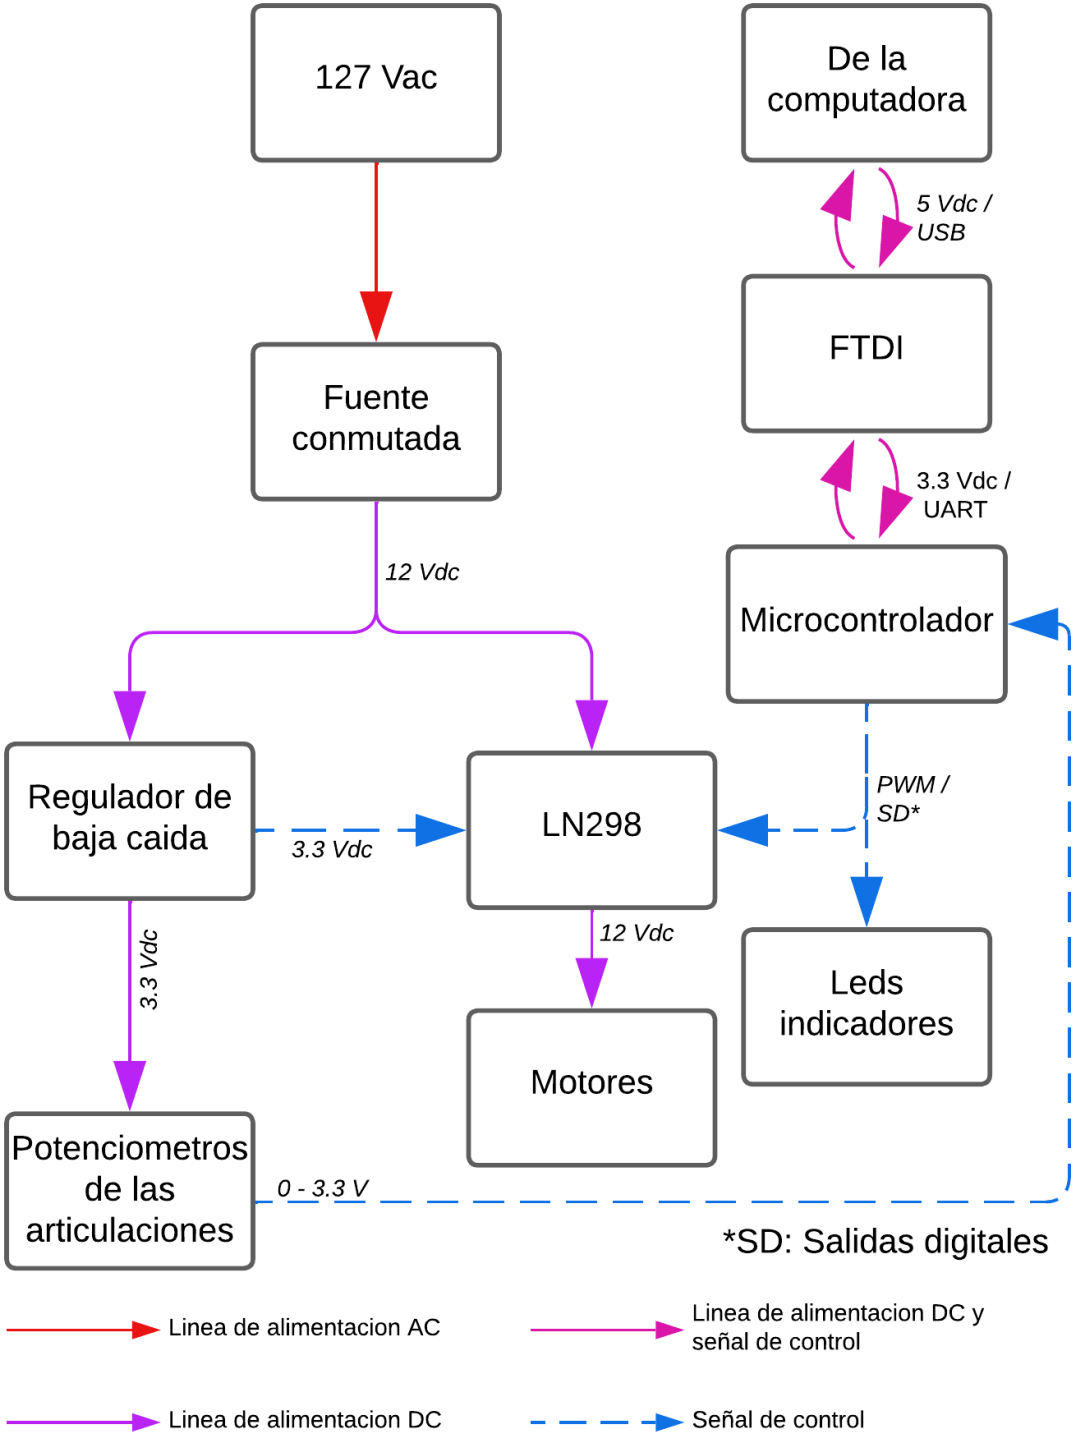 127 Vac
De la
computadora
5 Vdc /
USB
Fuente
conmutada
FTDI
3.3 Vdc /
UART
12 Vdc
Microcontrolador
Regulador de
baja caida
3.3 Vdc
LN298
PWM /
SD*
3.3 Vdc
12 Vdc
Leds
indicadores
Motores
Potenciometros
de las
articulaciones
0 - 3.3 V
*SD: Salidas digitales
Linea de alimentacion AC
Linea de alimentacion DC y
señal de control
Linea de alimentacion DC
Señal de control